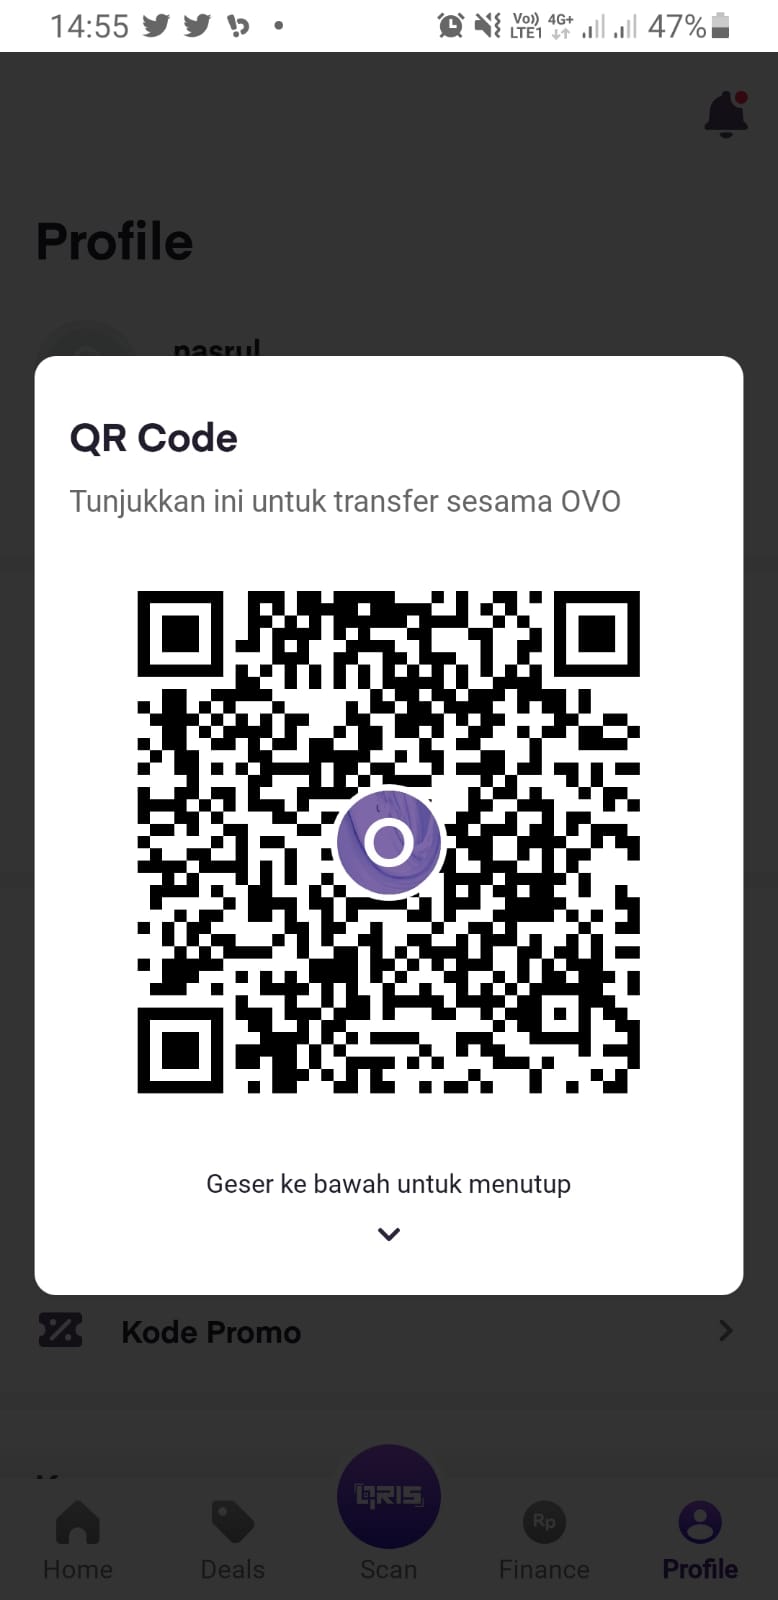 14:55 Vo)) LTE1 4G+ 47%
Profile
nasrul
QR Code
Tunjukkan ini untuk transfer sesama OVO
Geser ke bawah untuk menutup
Kode Promo
QRIS
Rp
Home Deals Scan Finance Profile